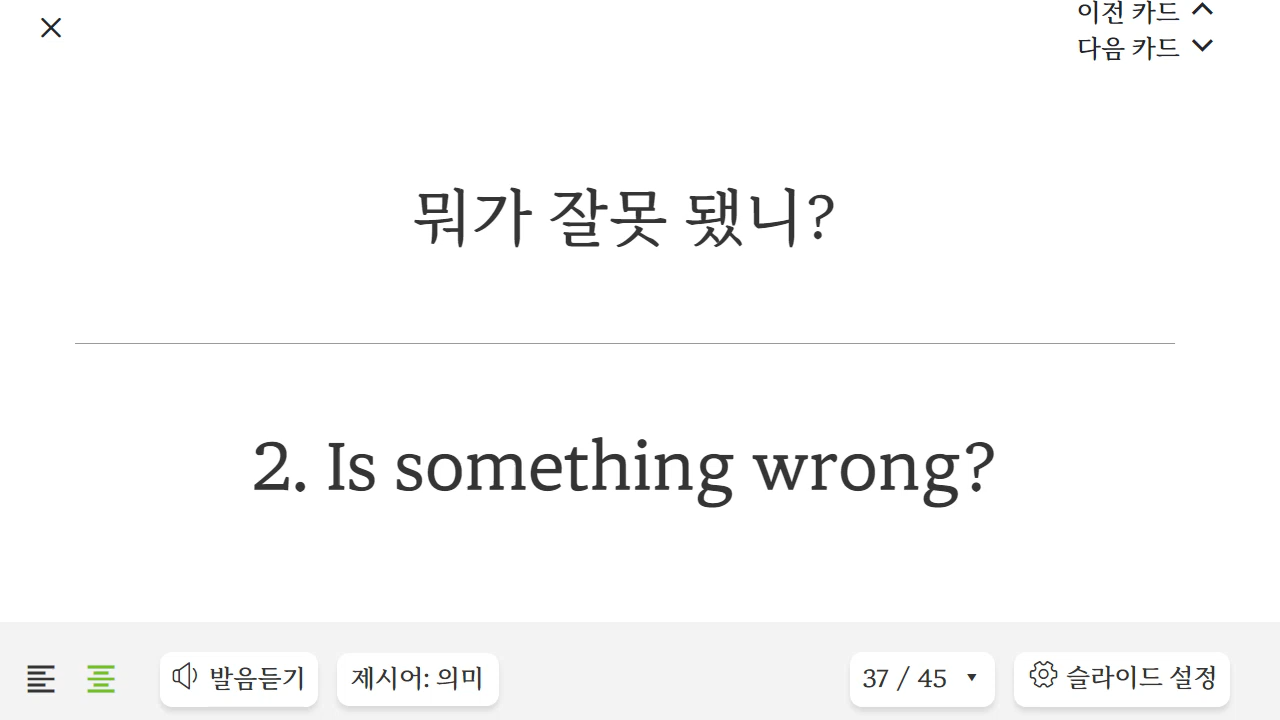 이전 카드
다음 카드
뭐가 잘못 됐니?
2. Is something wrong?
발음듣기
제시어: 의미
37 / 45
슬라이드 설정